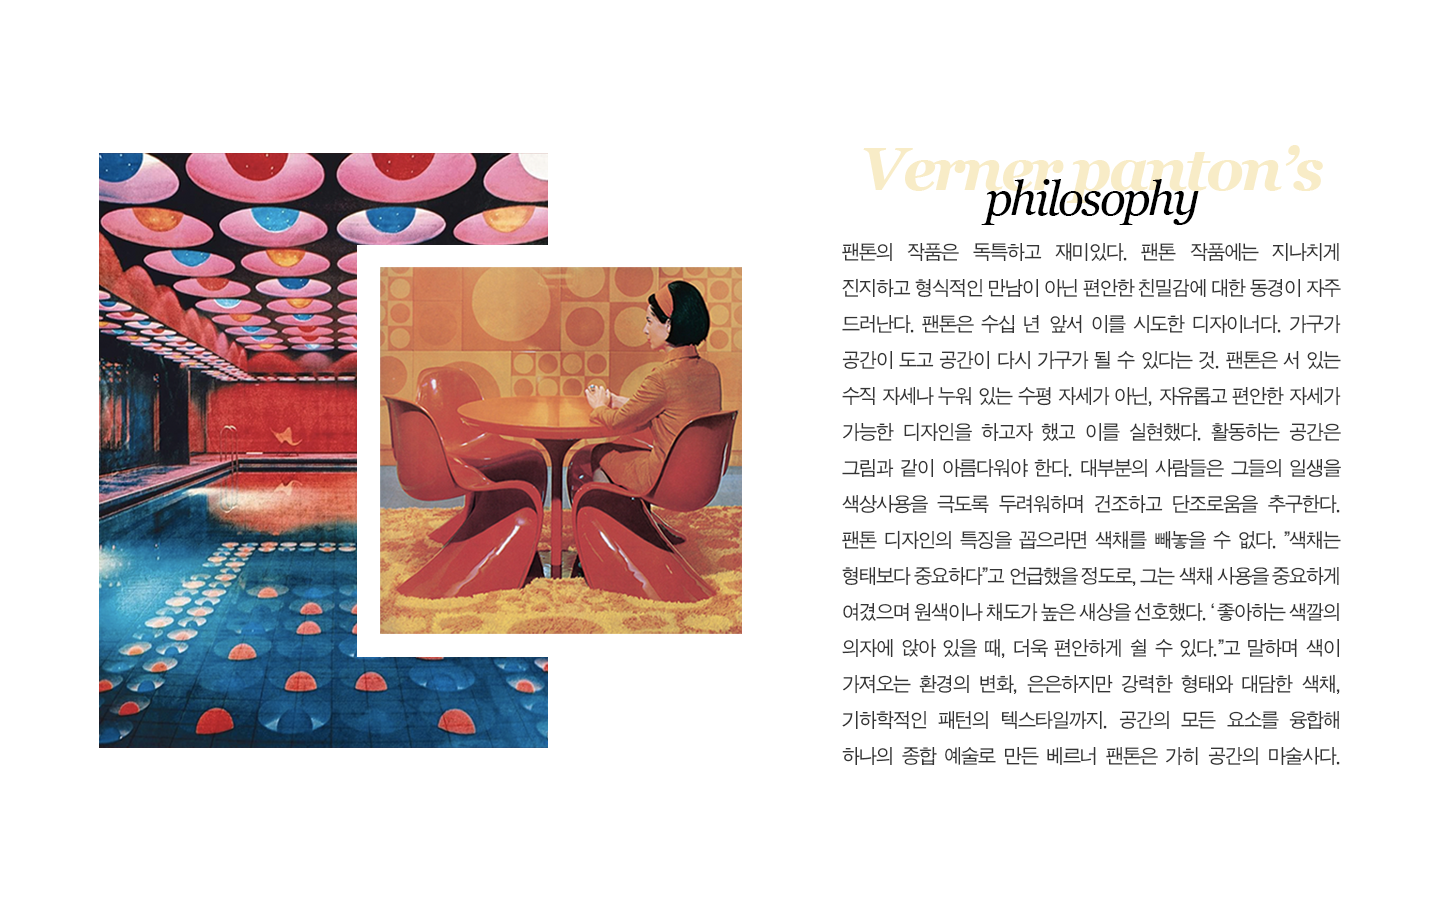 Verner panton’s
philosophy
팬톤의 작품은 독특하고 재미있다. 팬톤 작품에는 지나치게
진지하고 형식적인 만남이 아닌 편안한 친밀감에 대한 동경이 자주
드러난다. 팬톤은 수십 년 앞서 이를 시도한 디자이너다. 가구가
공간이 도고 공간이 다시 가구가 될 수 있다는 것. 팬톤은 서 있는
수직 자세나 누워 있는 수평 자세가 아닌, 자유롭고 편안한 자세가
가능한 디자인을 하고자 했고 이를 실현했다. 활동하는 공간은
그림과 같이 아름다워야 한다. 대부분의 사람들은 그들의 일생을
색상사용을 극도록 두려워하며 건조하고 단조로움을 추구한다.
팬톤 디자인의 특징을 꼽으라면 색채를 빼놓을 수 없다. ”색채는
형태보다 중요하다”고 언급했을 정도로, 그는 색채 사용을 중요하게
여겼으며 원색이나 채도가 높은 새상을 선호했다. ‘ 좋아하는 색깔의
의자에 앉아 있을 때, 더욱 편안하게 쉴 수 있다.”고 말하며 색이
가져오는 환경의 변화, 은은하지만 강력한 형태와 대담한 색채,
기하학적인 패턴의 텍스타일까지. 공간의 모든 요소를 융합해
하나의 종합 예술로 만든 베르너 팬톤은 가히 공간의 마술사다.